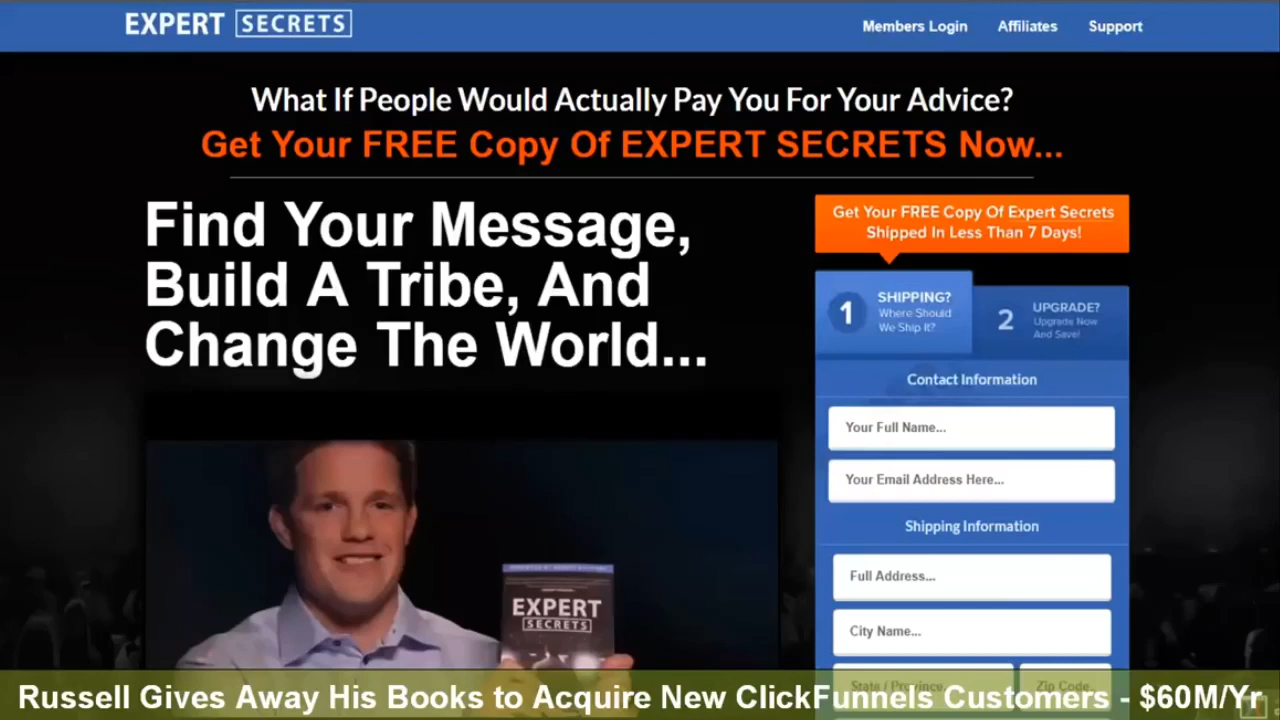 EXPERT SECRETS
Members Login
Affiliates
Support
What If People Would Actually Pay You For Your Advice?
Get Your FREE Copy Of EXPERT SECRETS Now...
Find Your Message,
Build A Tribe, And
Change The World...
Get Your FREE Copy Of Expert Secrets
Shipped In Less Than 7 Days!
1
SHIPPING?
Where Should
We Ship It?
2
UPGRADE?
Upgrade Now
And Save!
Contact Information
Your Full Name...
Your Email Address Here...
Shipping Information
Full Address...
City Name...
State / Province.
Zip Code.
EXPERT
SECRETS
Russell Gives Away His Books to Acquire New ClickFunnels Customers - $60M/Yr